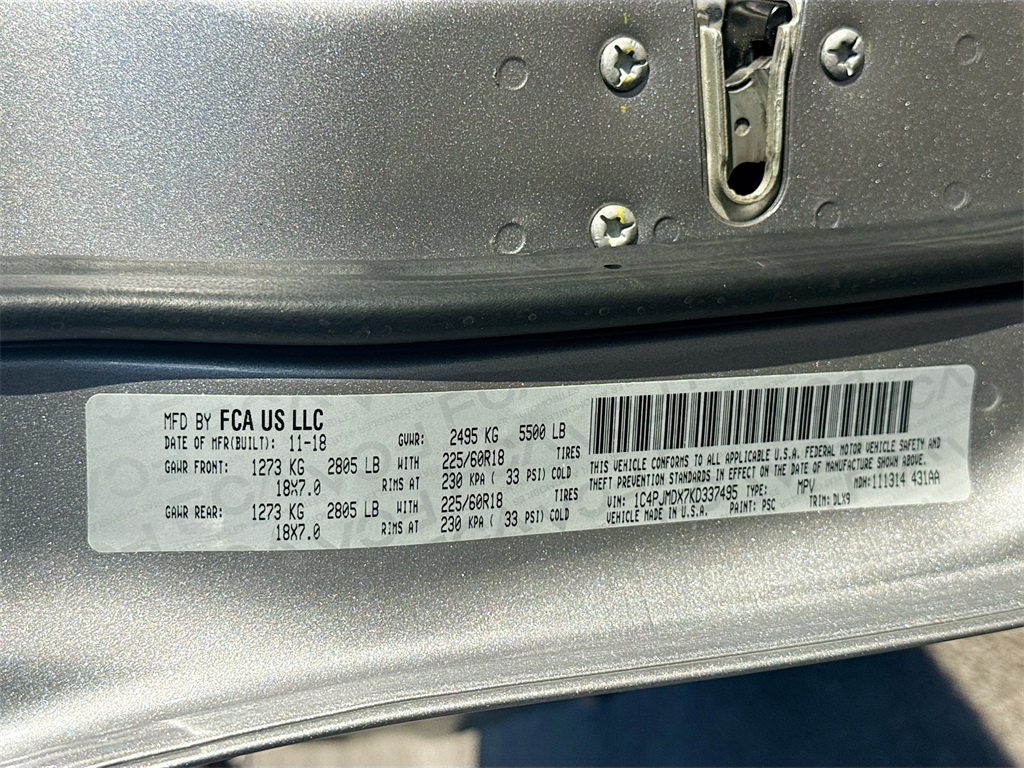 MFD BY FCA US LLC
DATE OF MFR(BUILT): 11-18 GVWR: 2495 KG 5500 LB
GAWR FRONT: 1273 KG 2805 LB WITH 225/60R18 TIRES
18X7.0 RIMS AT 230 KPA ( 33 PSI) COLD
GAWR REAR: 1273 KG 2805 LB WITH 225/60R18 TIRES
18X7.0 RIMS AT 230 KPA ( 33 PSI) COLD
THIS VEHICLE CONFORMS TO ALL APPLICABLE U.S.A. FEDERAL MOTOR VEHICLE SAFETY AND
THEFT PREVENTION STANDARDS IN EFFECT ON THE DATE OF MANUFACTURE SHOWN ABOVE.
VIN: 1C4PJMDX7KD337495 TYPE: MPV MDH:111314 431AA
VEHICLE MADE IN U.S.A. PAINT: PSC TRIM: DLX9